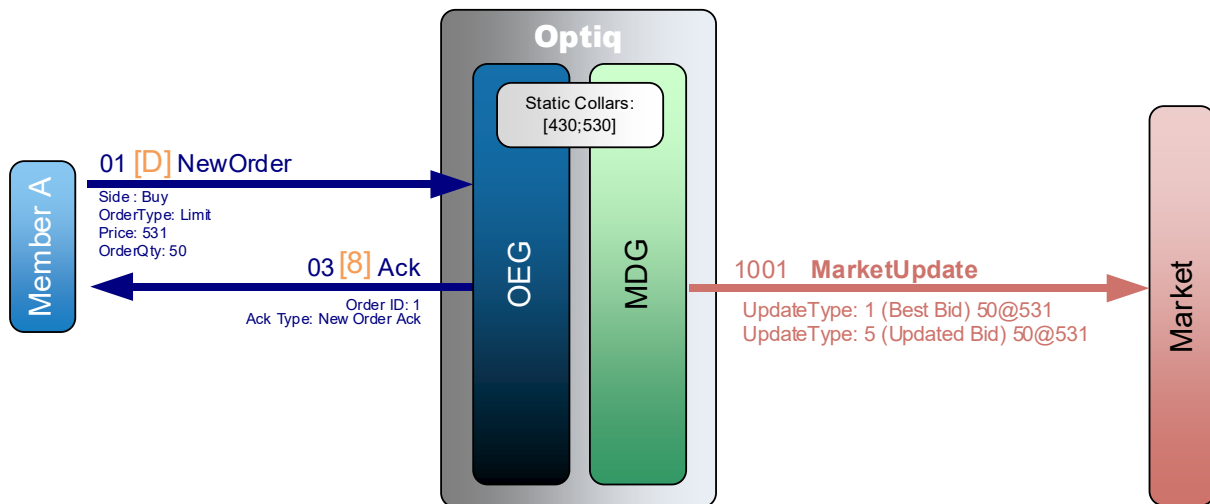 Optiq
Static Collars:
[430;530]
Member A
01 [D] NewOrder
Side : Buy
OrderType: Limit
Price: 531
OrderQty: 50
03 [8] Ack
Order ID: 1
Ack Type: New Order Ack
OEG
MDG
1001 MarketUpdate
UpdateType: 1 (Best Bid) 50@531
UpdateType: 5 (Updated Bid) 50@531
Market